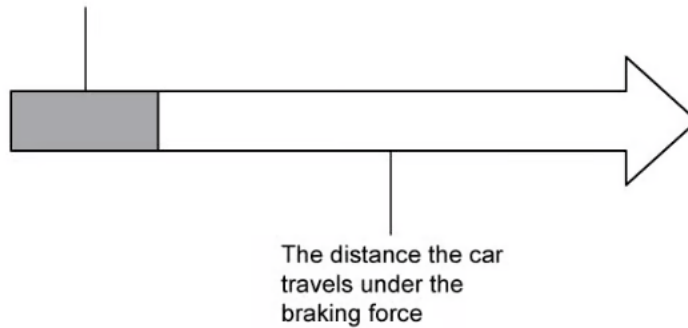 The distance the car
travels under the
braking force